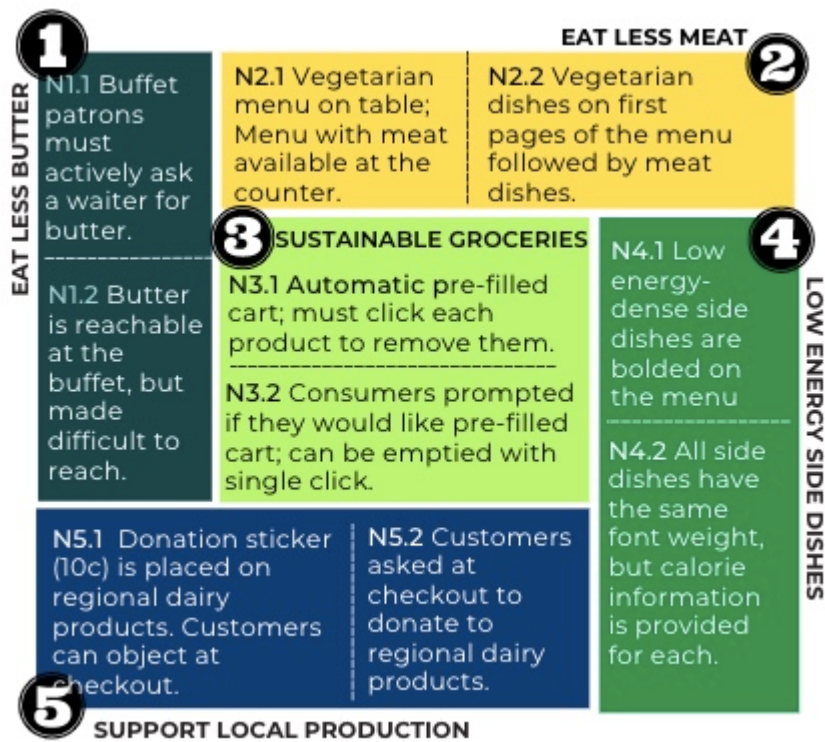 1
EAT LESS BUTTER
N1.1 Buffet
patrons
must
actively ask
a waiter for
butter.
N1.2 Butter
is reachable
at the
buffet, but
made
difficult to
reach.
EAT LESS MEAT
2
N2.1 Vegetarian
menu on table;
Menu with meat
available at the
counter.
N2.2 Vegetarian
dishes on first
pages of the menu
followed by meat
dishes.
3
SUSTAINABLE GROCERIES
N3.1 Automatic pre-filled
cart; must click each
product to remove them.
N3.2 Consumers prompted
if they would like pre-filled
cart; can be emptied with
single click.
4
LOW ENERGY SIDE DISHES
N4.1 Low
energy-
dense side
dishes are
bolded on
the menu
N4.2 All side
dishes have
the same
font weight,
but calorie
information
is provided
for each.
N5.1 Donation sticker
(10c) is placed on
regional dairy
products. Customers
can object at
checkout.
N5.2 Customers
asked at
checkout to
donate to
regional dairy
products.
5
SUPPORT LOCAL PRODUCTION